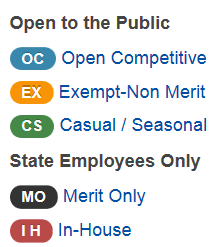 Open to the Public
OC Open Competitive
EX Exempt-Non Merit
CS Casual / Seasonal
State Employees Only
MO Merit Only
I H In-House